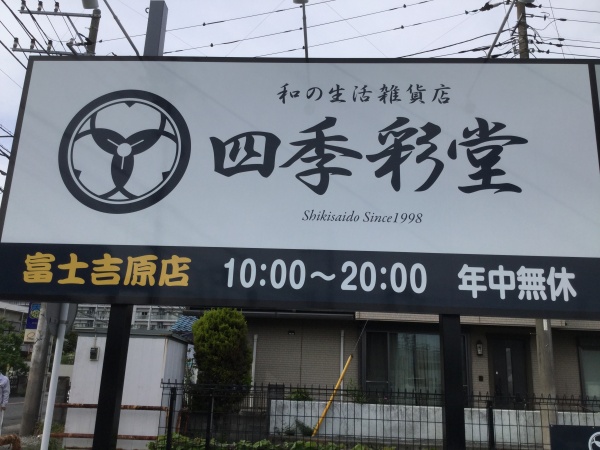 和の生活雑貨店
四季彩堂
Shikisaido Since1998
富士吉原店 10:00～20:00 年中無休